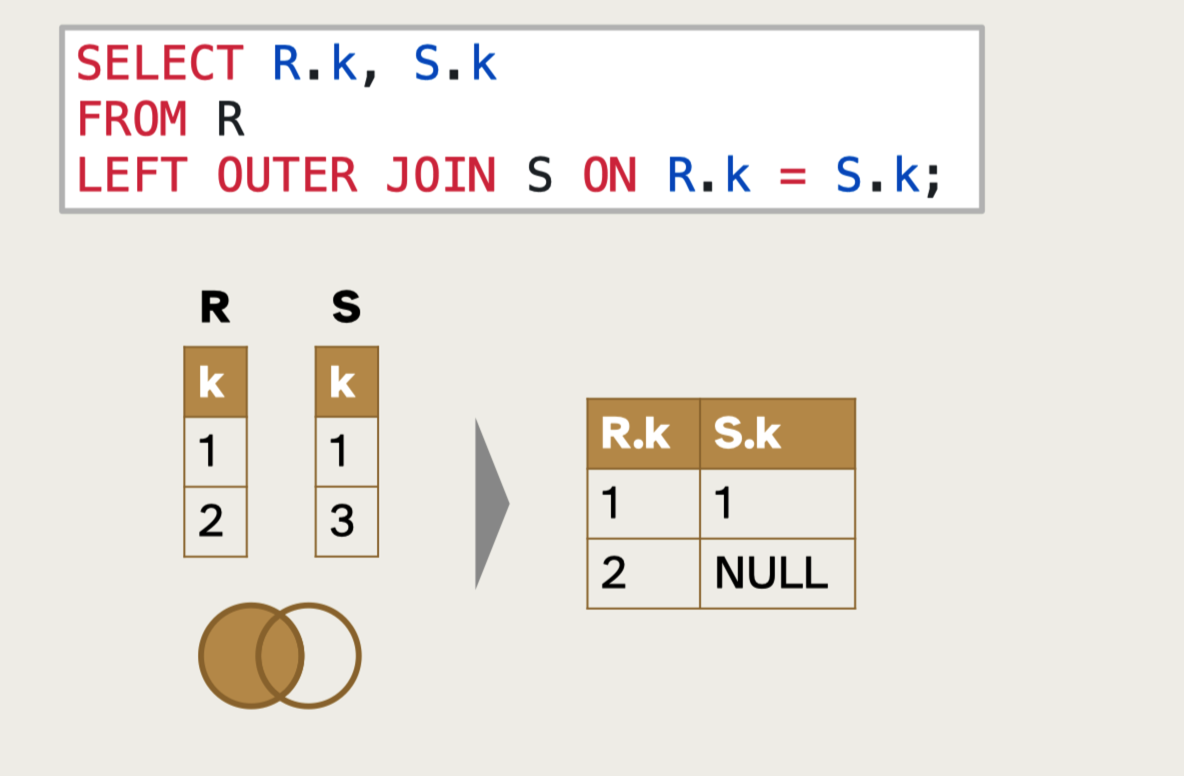 SELECT R.k, S.k
FROM R
LEFT OUTER JOIN S ON R.k = S.k;
R S
k k
1 1
2 3
R.k S.k
1 1
2 NULL